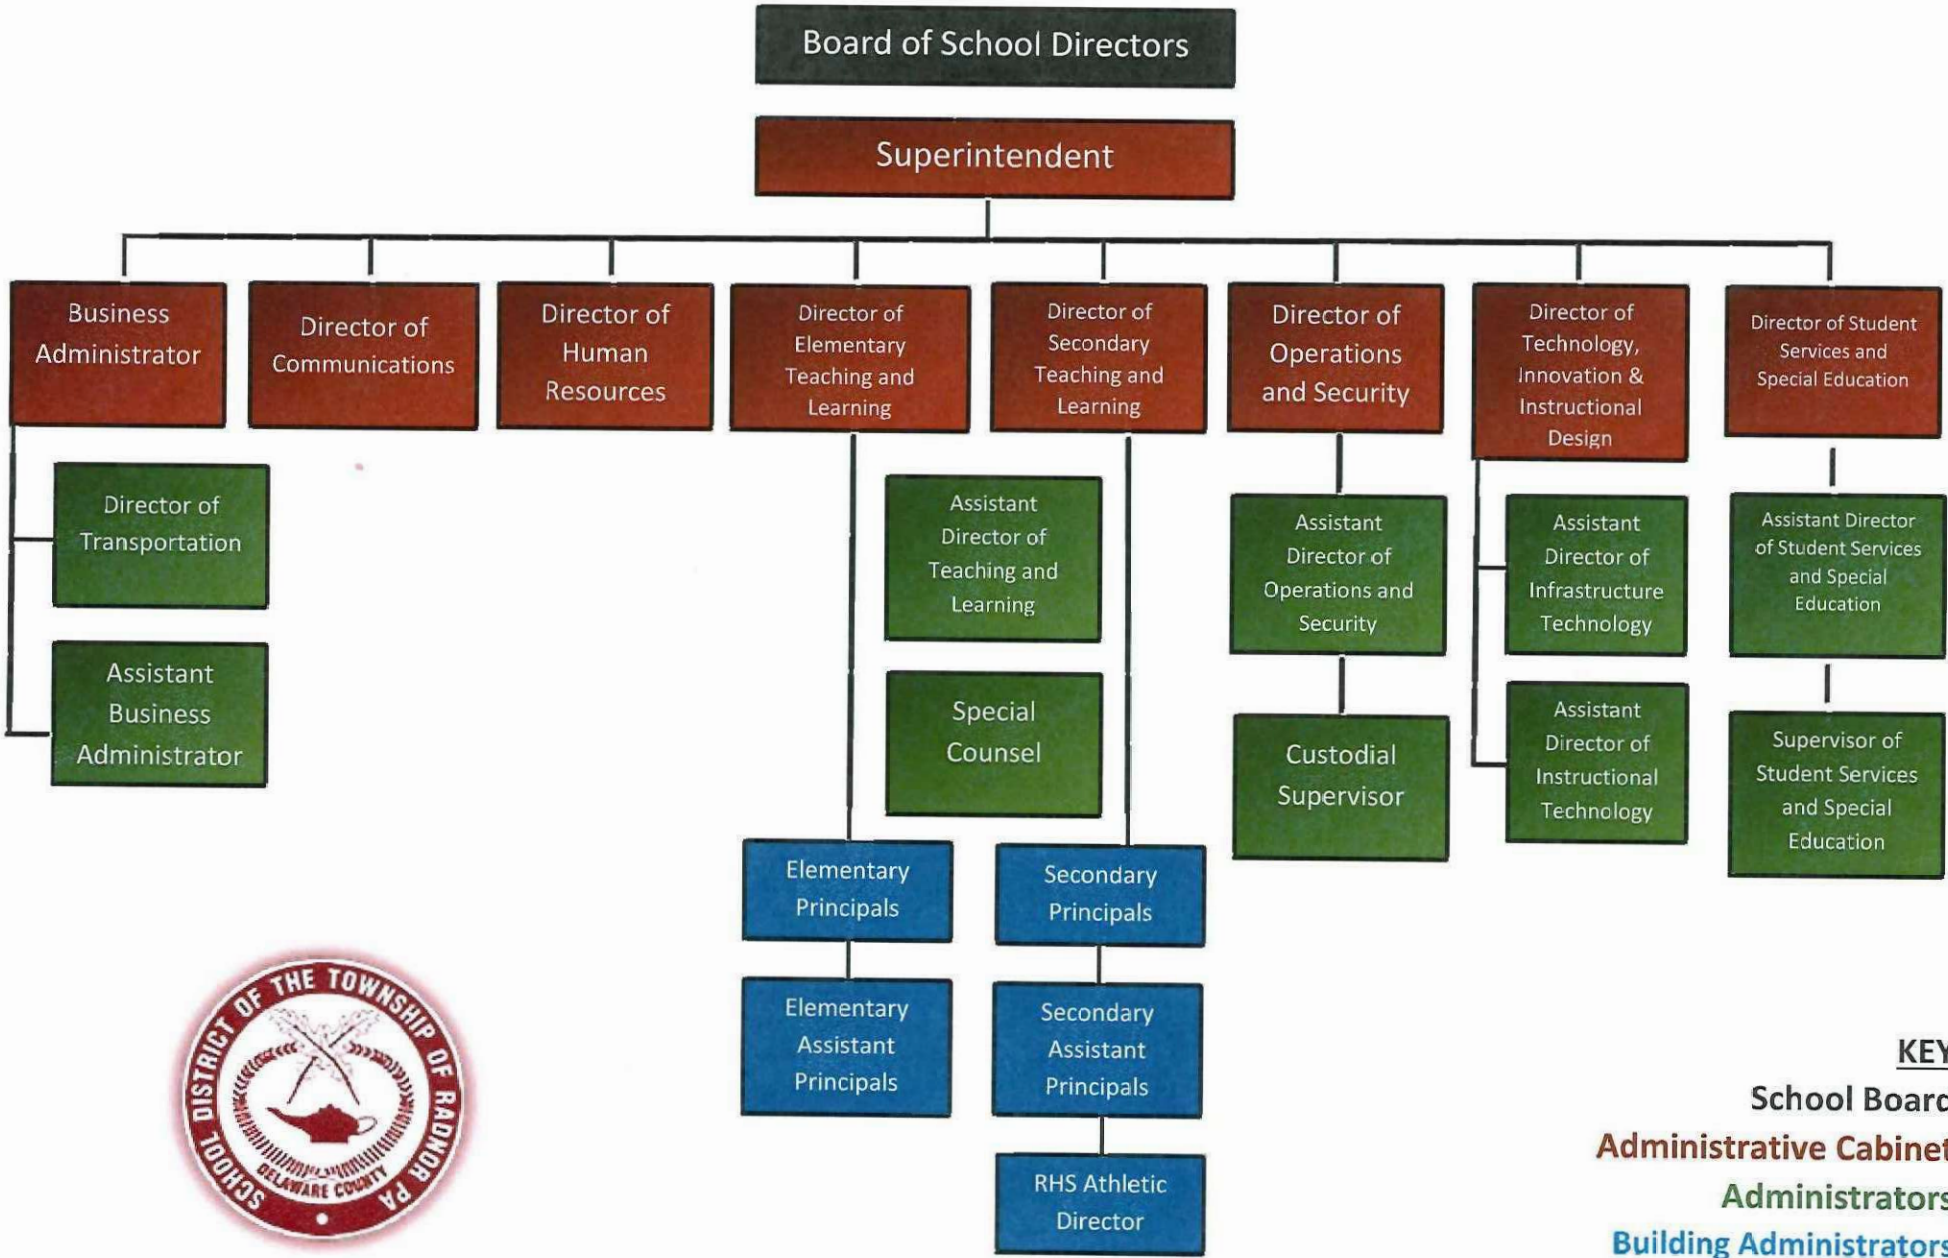 Board of School Directors
Superintendent
Business
Administrator
Director of
Communications
Director of
Human
Resources
Director of
Elementary
Teaching and
Learning
Director of
Secondary
Teaching and
Learning
Director of
Operations
and Security
Director of
Technology,
Innovation &
Instructional
Design
Director of Student
Services and
Special Education
Director of
Transportation
Assistant
Business
Administrator
Assistant
Director of
Teaching and
Learning
Special
Counsel
Assistant
Director of
Operations and
Security
Custodial
Supervisor
Assistant
Director of
Infrastructure
Technology
Assistant
Director of
Instructional
Technology
Assistant Director
of Student Services
and Special
Education
Supervisor of
Student Services
and Special
Education
Elementary
Principals
Elementary
Assistant
Principals
Secondary
Principals
Secondary
Assistant
Principals
RHS Athletic
Director
SCHOOL DISTRICT OF THE TOWNSHIP OF RADNOR PA
DELAWARE COUNTY
KEY
School Board
Administrative Cabinet
Administrators
Building Administrators